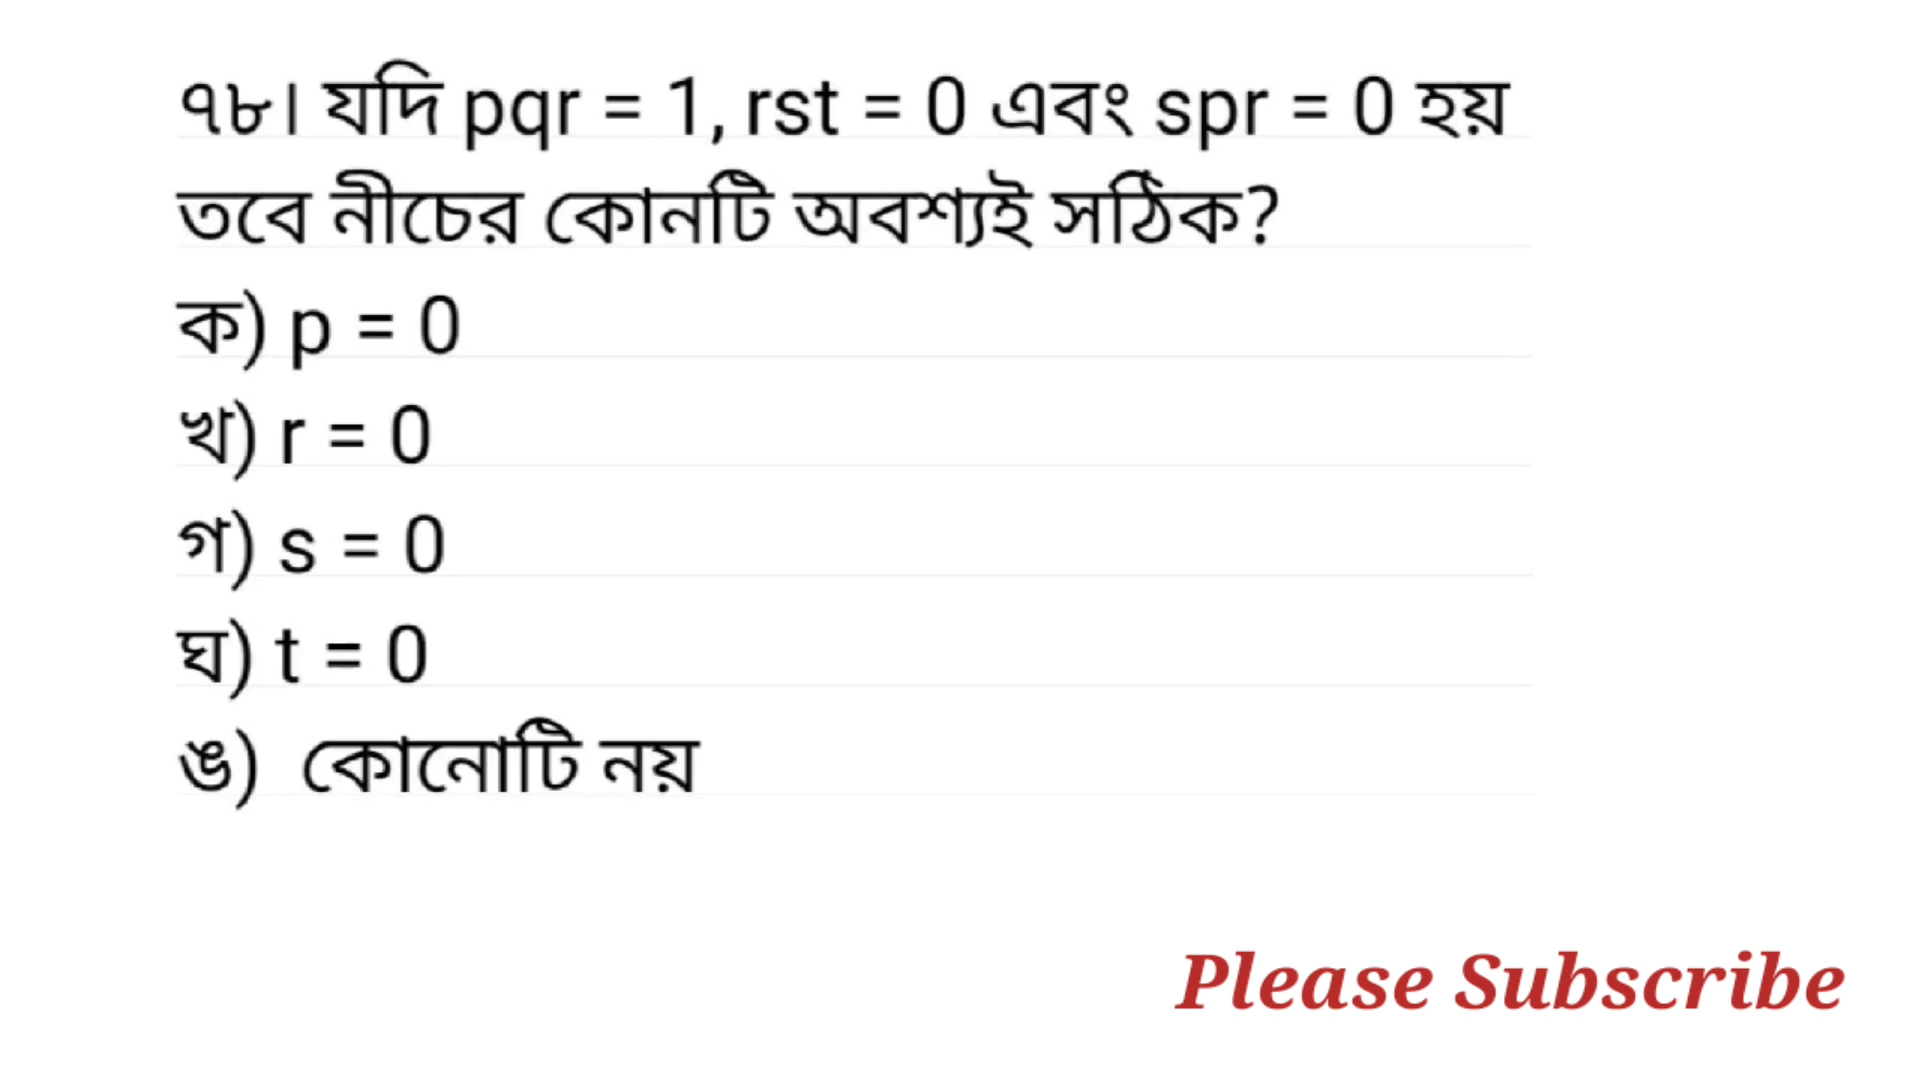 ৭৮। যদি pqr = 1, rst = 0 এবং spr = 0 হয়
তবে নীচের কোনটি অবশ্যই সঠিক?
ক) p = 0
খ) r = 0
গ) s = 0
ঘ) t = 0
ঙ) কোনোটি নয়
Please Subscribe